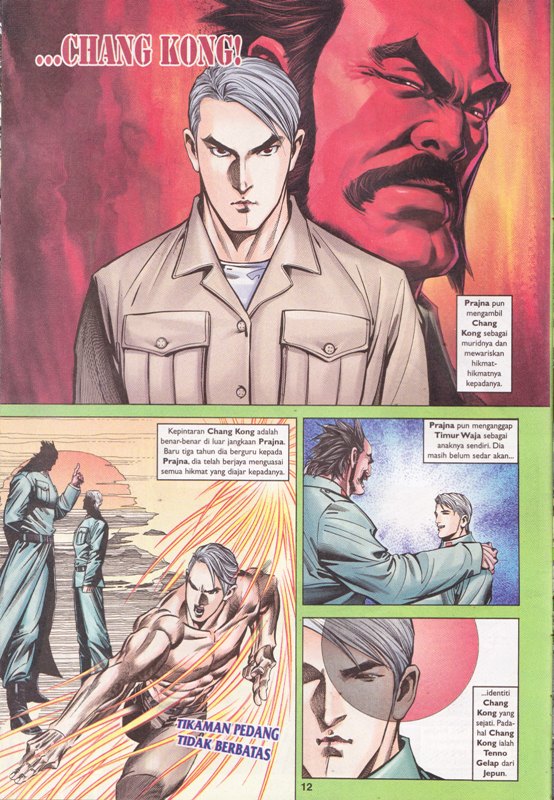 ...CHANG KONG!
Prajna pun
mengambil
Chang
Kong sebagai
muridnya dan
mewariskan
hikmat-
hikmatnya
kepadanya.
Kepintaran Chang Kong adalah
benar-benar di luar jangkaan Prajna.
Baru tiga tahun dia berguru kepada
Prajna, dia telah berjaya menguasai
semua hikmat yang diajar kepadanya.
TIKAMAN PEDANG
TIDAK BERBATAS
Prajna pun menganggap
Timur Waja sebagai
anaknya sendiri. Dia
masih belum sedar akan...
...identiti
Chang
Kong yang
sejati. Pada-
hal Chang
Kong ialah
Tenno
Gelap dari
Jepun.
12